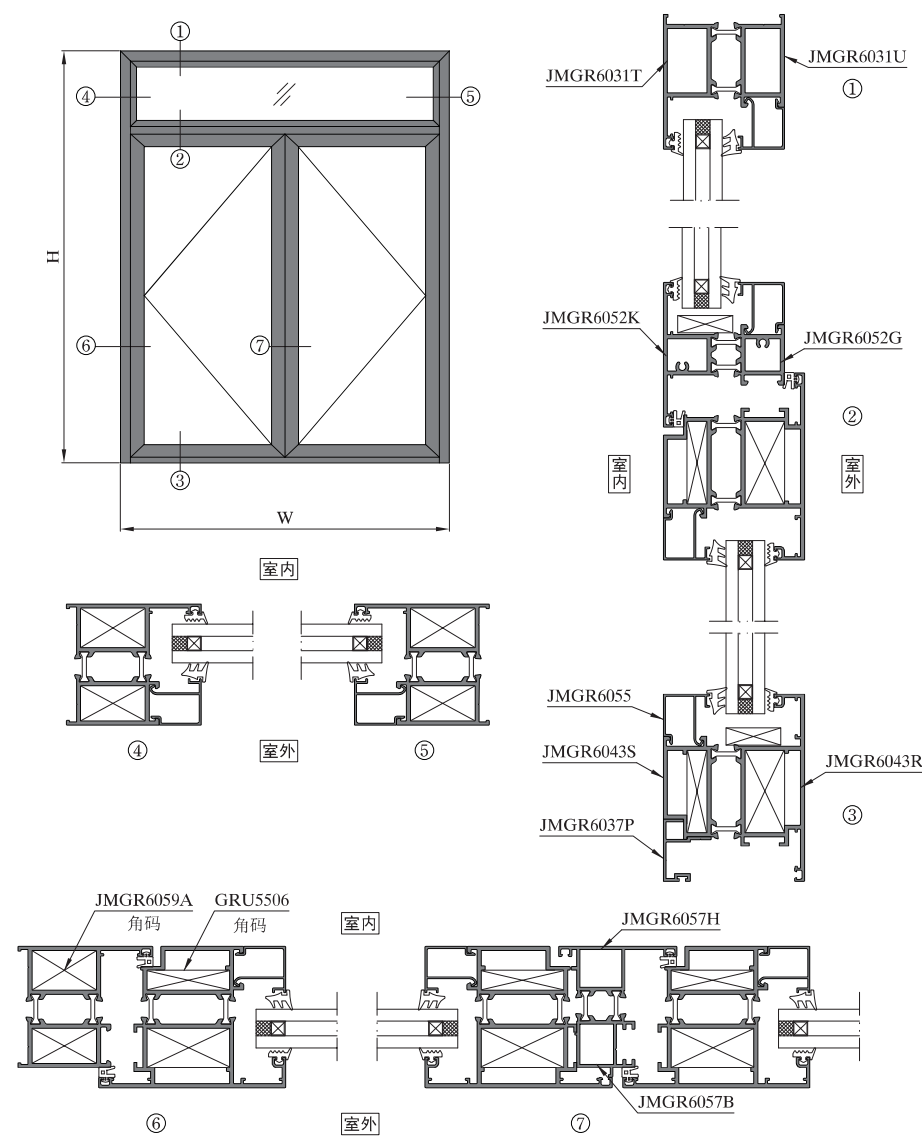 ①
④
⑤
②
H
⑥
⑦
③
W
JMGR6031T
JMGR6031U
①
JMGR6052K
JMGR6052G
②
室内
室外
室内
④
室外
⑤
JMGR6055
JMGR6043S
JMGR6043R
JMGR6037P
③
JMGR6059A
角码
GRU5506
角码
室内
JMGR6057H
JMGR6057B
⑥
室外
⑦